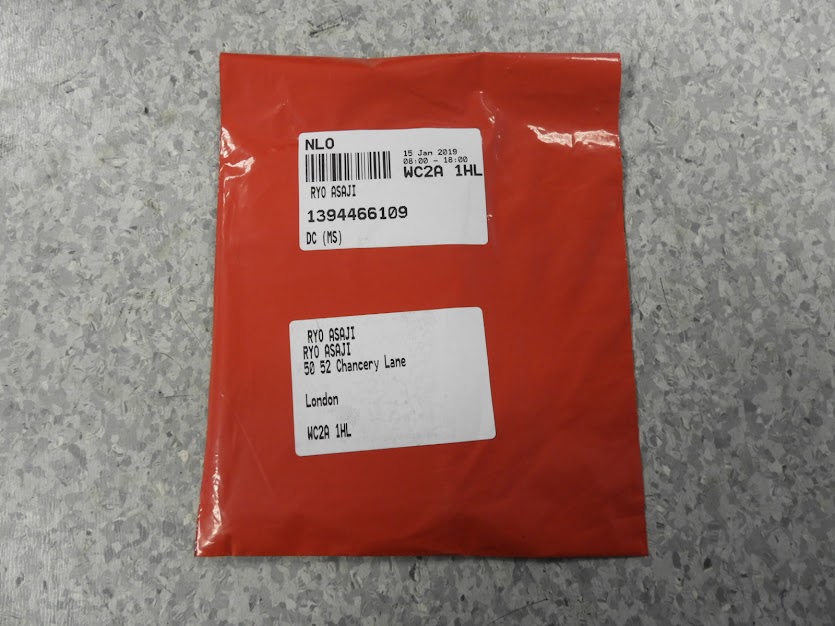 NLO
15 Jan 2019
08:00 - 18:00
WC2A 1HL
RYO ASAJI
1394466109
DC (MS)
RYO ASAJI
RYO ASAJI
50 52 Chancery Lane
London
WC2A 1HL